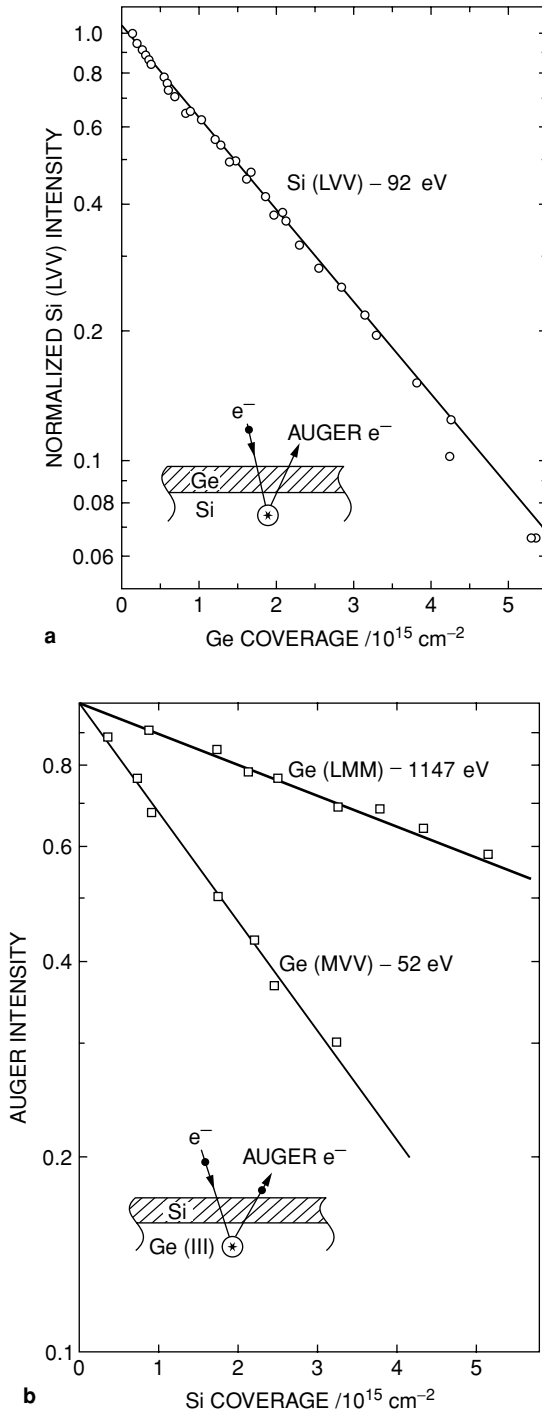 NORMALIZED Si (LVV) INTENSITY
1.0
0.8
0.6
0.4
0.2
0.1
0.08
0.06
Si (LVV) – 92 eV
e–
AUGER e–
Ge
Si
*
0 1 2 3 4 5
Ge COVERAGE /10¹⁵ cm⁻²
a
AUGER INTENSITY
0.8
0.4
0.2
0.1
Ge (LMM) – 1147 eV
Ge (MVV) – 52 eV
e–
AUGER e–
Si
Ge (III)
*
0 1 2 3 4 5
Si COVERAGE /10¹⁵ cm⁻²
b